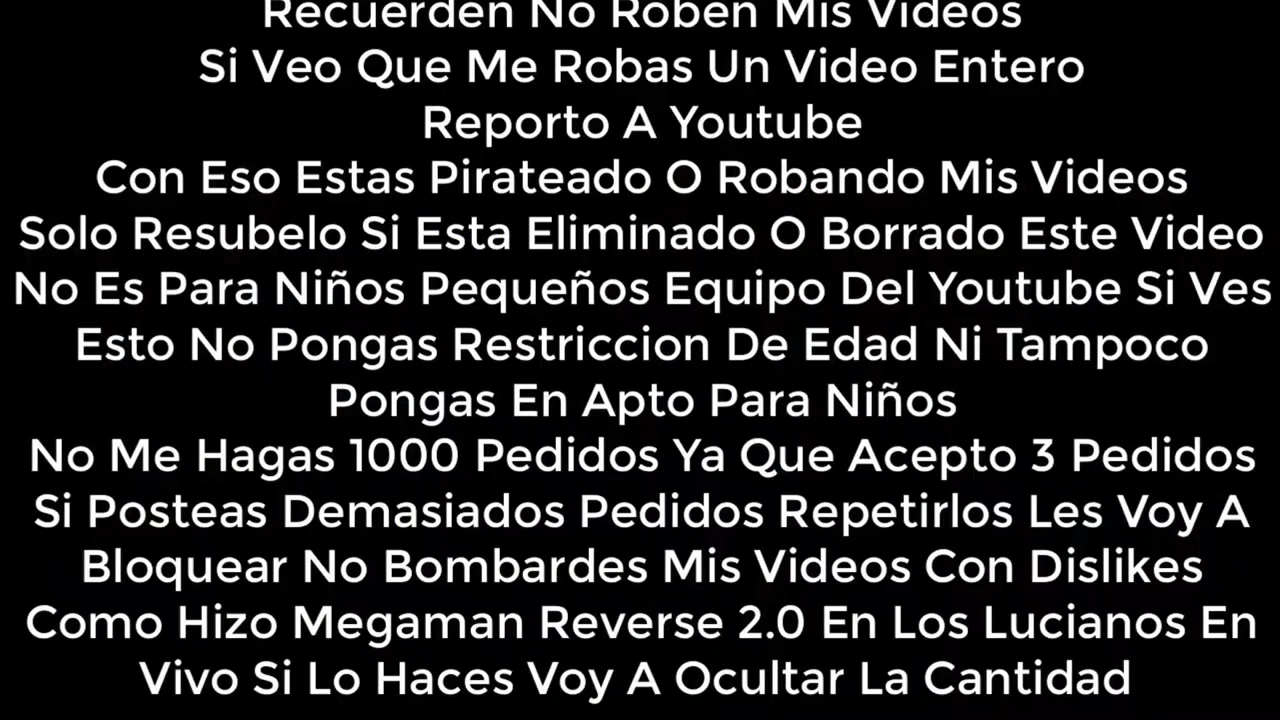 Recuerden No Roben Mis Videos
Si Veo Que Me Robas Un Video Entero
Reporto A Youtube
Con Eso Estas Pirateado O Robando Mis Videos
Solo Resubelo Si Esta Eliminado O Borrado Este Video
No Es Para Niños Pequeños Equipo Del Youtube Si Ves
Esto No Pongas Restriccion De Edad Ni Tampoco
Pongas En Apto Para Niños
No Me Hagas 1000 Pedidos Ya Que Acepto 3 Pedidos
Si Posteas Demasiados Pedidos Repetirlos Les Voy A
Bloquear No Bombardes Mis Videos Con Dislikes
Como Hizo Megaman Reverse 2.0 En Los Lucianos En
Vivo Si Lo Haces Voy A Ocultar La Cantidad